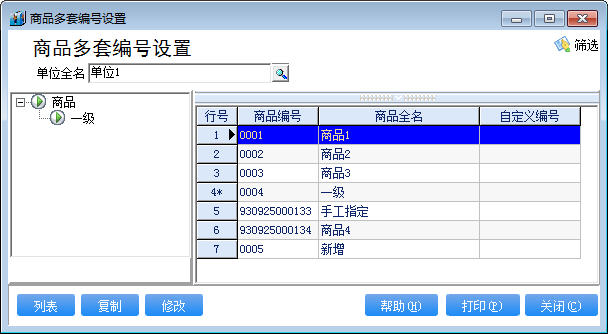 商品多套编号设置
商品多套编号设置
筛选
单位全名 单位1
商品
一级
行号 商品编号 商品全名 自定义编号
1 0001 商品1
2 0002 商品2
3 0003 商品3
4* 0004 一级
5 930925000133 手工指定
6 930925000134 商品4
7 0005 新增
列表 复制 修改 帮助(H) 打印(P) 关闭(C)